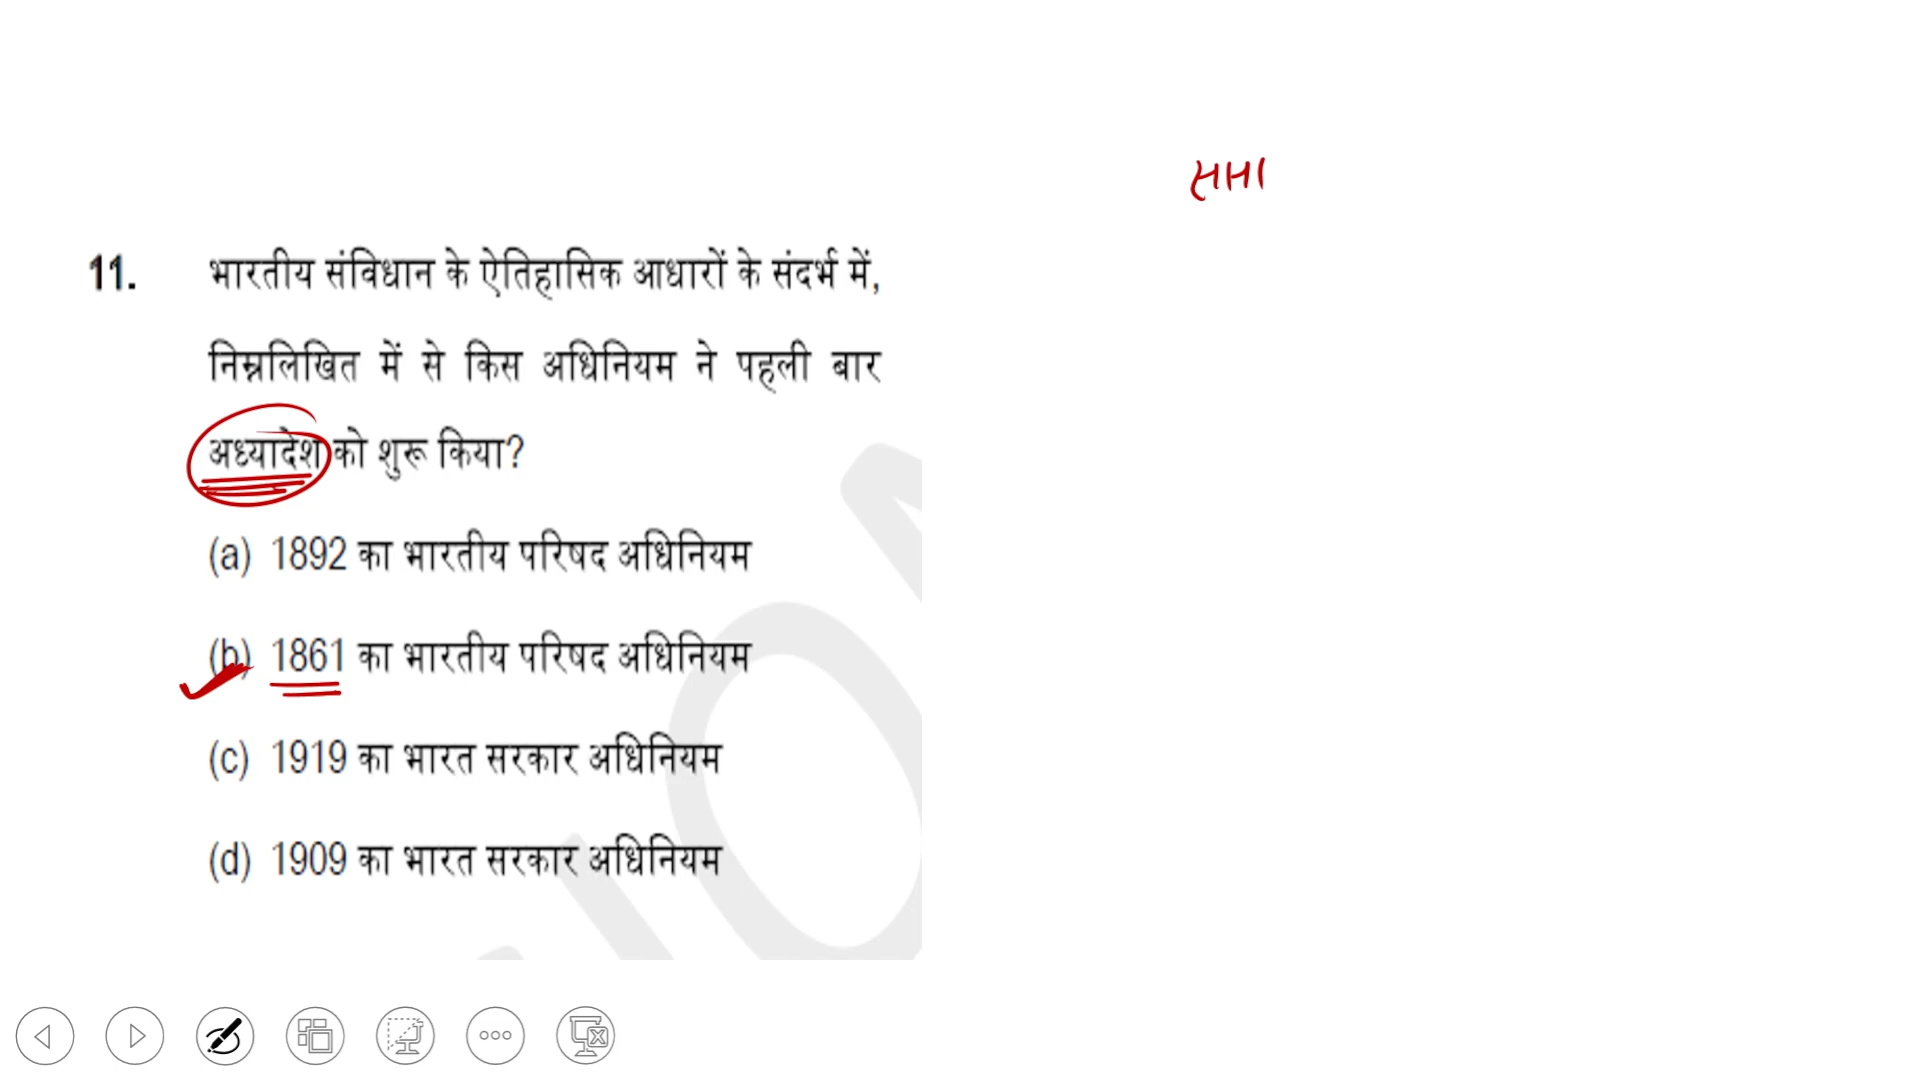 11. भारतीय संविधान के ऐतिहासिक आधारों के संदर्भ में,
निम्नलिखित में से किस अधिनियम ने पहली बार
अध्यादेश को शुरू किया?
(a) 1892 का भारतीय परिषद अधिनियम
(b) 1861 का भारतीय परिषद अधिनियम
(c) 1919 का भारत सरकार अधिनियम
(d) 1909 का भारत सरकार अधिनियम